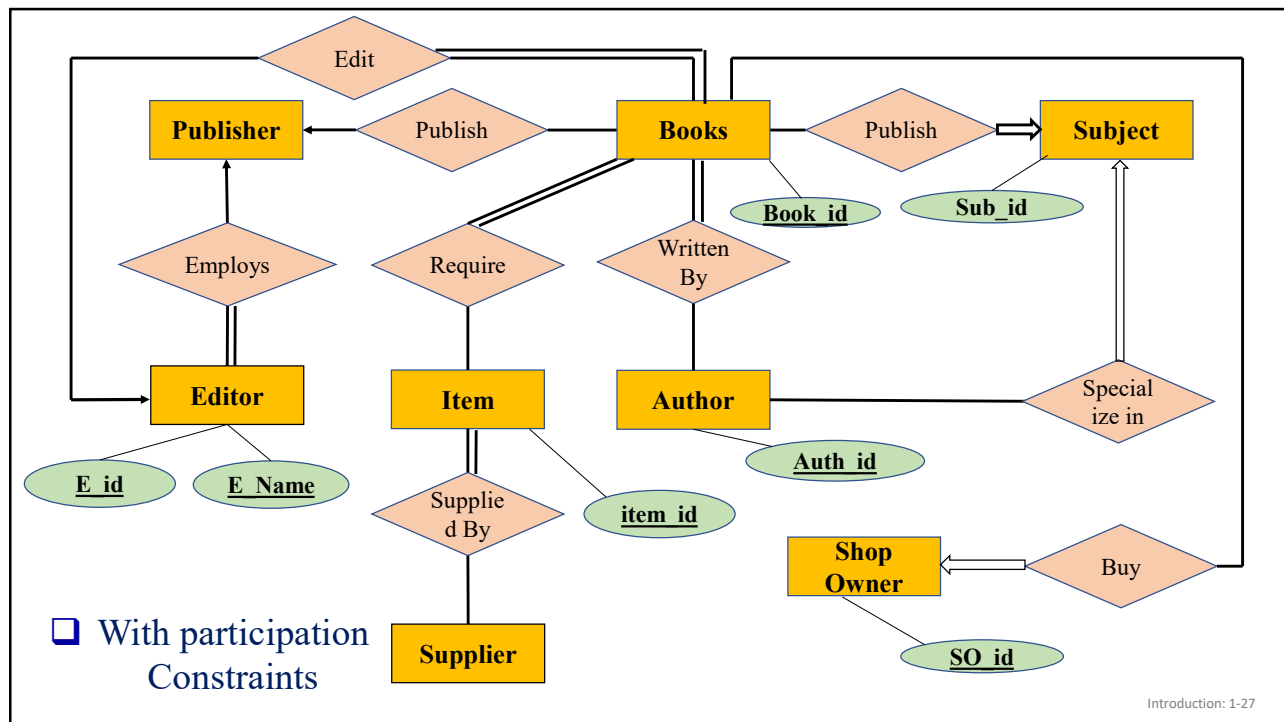 Edit
Publisher
Publish
Books
Publish
Subject
Book_id
Sub_id
Employs
Require
Written
By
Editor
Item
Author
Special
ize in
E_id
E_Name
Auth_id
Supplie
d By
item_id
Shop
Owner
Buy
❑ With participation
Constraints
Supplier
SO_id
Introduction: 1-27